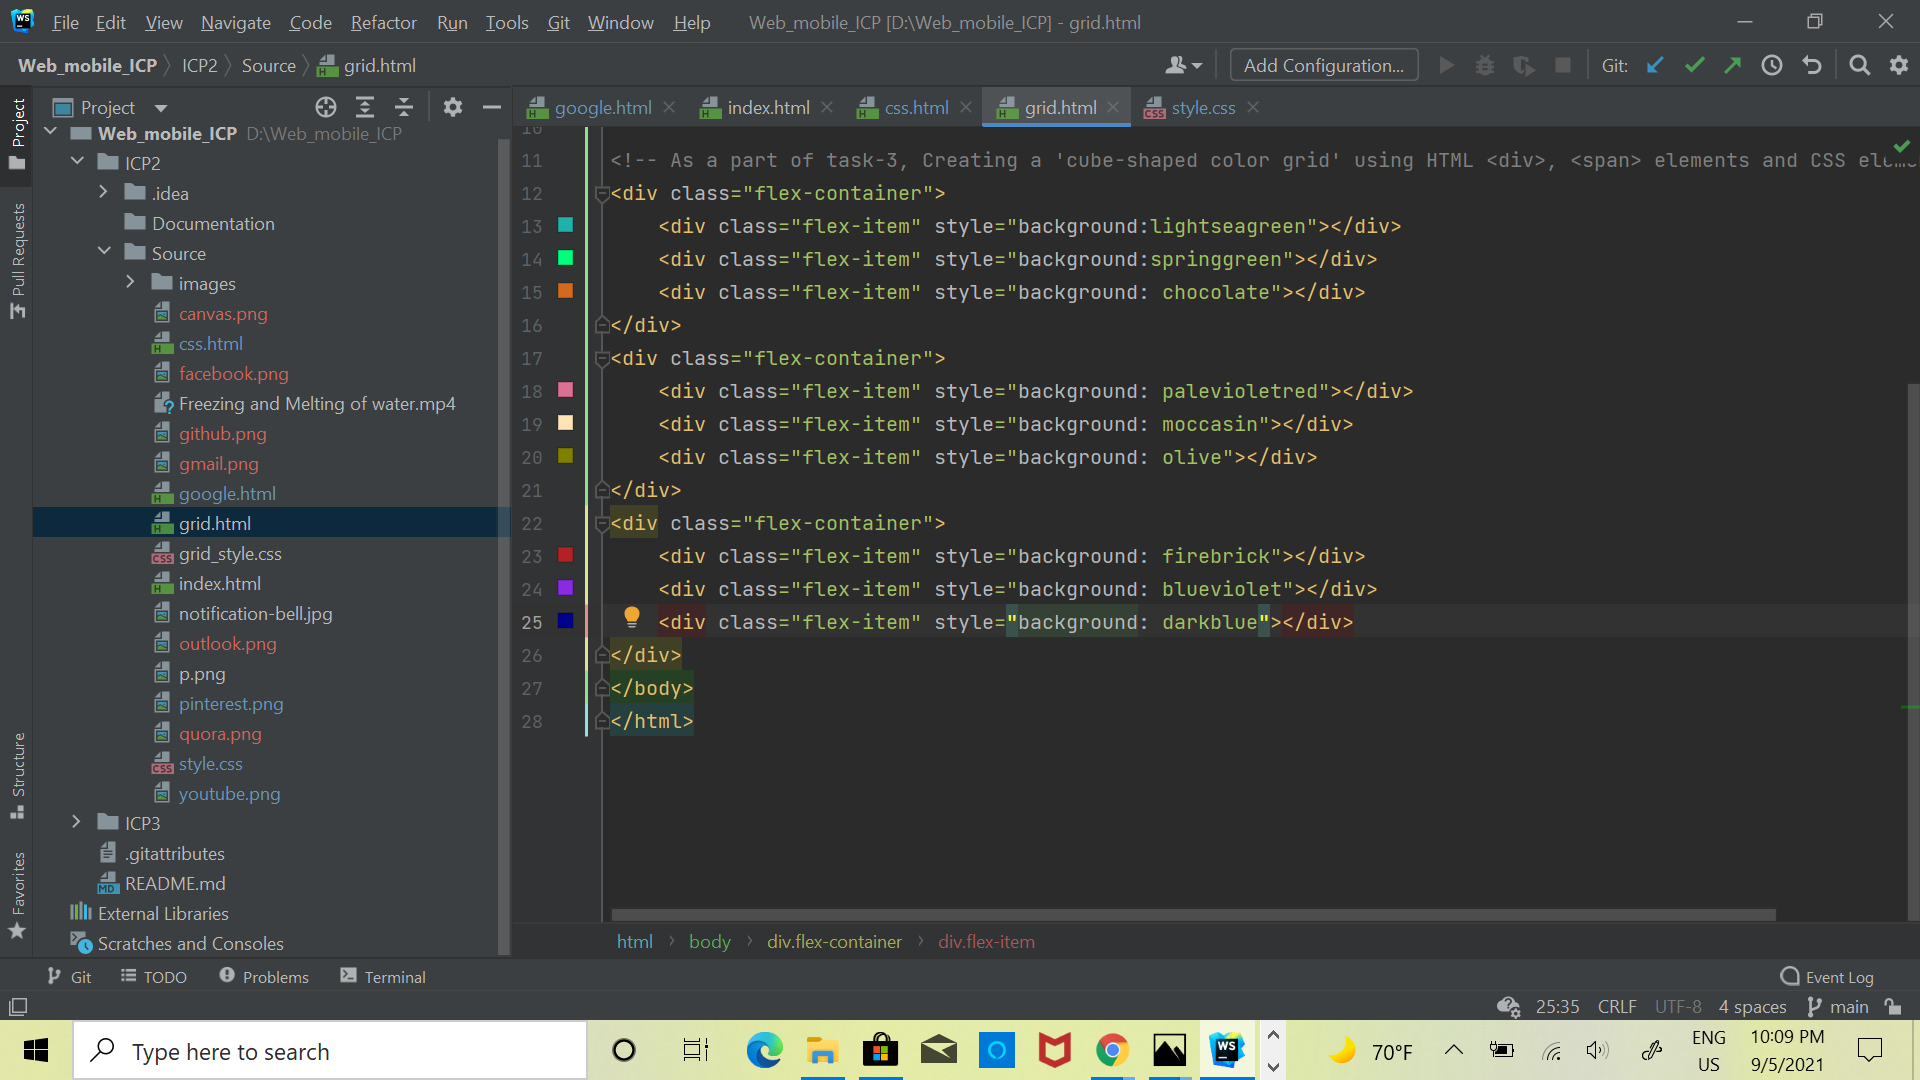 File Edit View Navigate Code Refactor Run Tools Git Window Help Web_mobile_ICP [D:\Web_mobile_ICP] - grid.html
Web_mobile_ICP ICP2 Source grid.html Add Configuration... Git:
Project google.html index.html css.html grid.html style.css
Project
Pull Requests
Structure
Favorites
Web_mobile_ICP D:\Web_mobile_ICP
ICP2
.idea
Documentation
Source
images
canvas.png
css.html
facebook.png
Freezing and Melting of water.mp4
github.png
gmail.png
google.html
grid.html
grid_style.css
index.html
notification-bell.jpg
outlook.png
p.png
pinterest.png
quora.png
style.css
youtube.png
ICP3
.gitattributes
README.md
External Libraries
Scratches and Consoles
10
11 <!-- As a part of task-3, Creating a 'cube-shaped color grid' using HTML <div>, <span> elements and CSS eleme
12 <div class="flex-container">
13 <div class="flex-item" style="background:lightseagreen"></div>
14 <div class="flex-item" style="background:springgreen"></div>
15 <div class="flex-item" style="background: chocolate"></div>
16 </div>
17 <div class="flex-container">
18 <div class="flex-item" style="background: palevioletred"></div>
19 <div class="flex-item" style="background: moccasin"></div>
20 <div class="flex-item" style="background: olive"></div>
21 </div>
22 <div class="flex-container">
23 <div class="flex-item" style="background: firebrick"></div>
24 <div class="flex-item" style="background: blueviolet"></div>
25 <div class="flex-item" style="background: darkblue"></div>
26 </div>
27 </body>
28 </html>
html body div.flex-container div.flex-item
Git TODO Problems Terminal Event Log
25:35 CRLF UTF-8 4 spaces main
Type here to search
70°F
ENG
US
10:09 PM
9/5/2021